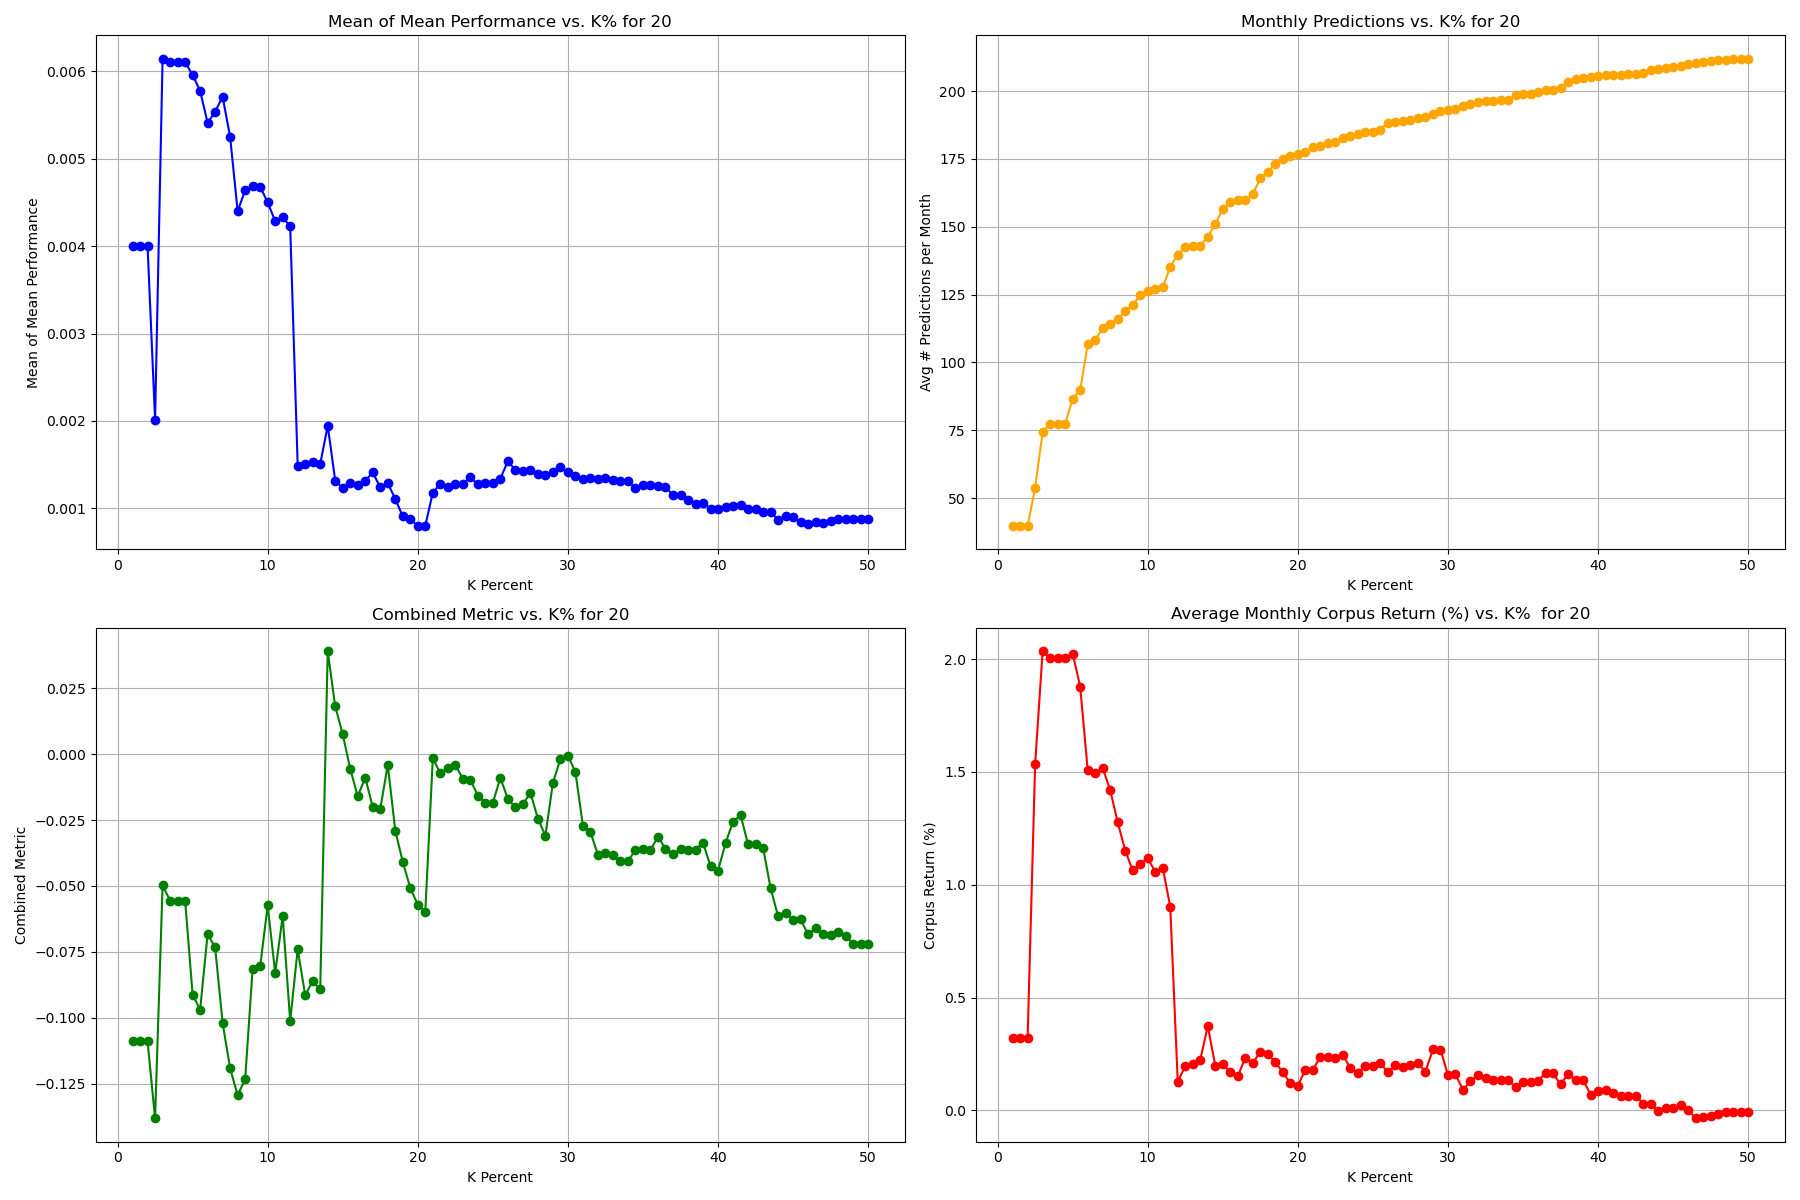 Mean of Mean Performance vs. K% for 20
Mean of Mean Performance
0.006
0.005
0.004
0.003
0.002
0.001
0 10 20 30 40 50
K Percent
Monthly Predictions vs. K% for 20
Avg # Predictions per Month
200
175
150
125
100
75
50
0 10 20 30 40 50
K Percent
Combined Metric vs. K% for 20
Combined Metric
0.025
0.000
−0.025
−0.050
−0.075
−0.100
−0.125
0 10 20 30 40 50
K Percent
Average Monthly Corpus Return (%) vs. K%  for 20
Corpus Return (%)
2.0
1.5
1.0
0.5
0.0
0 10 20 30 40 50
K Percent